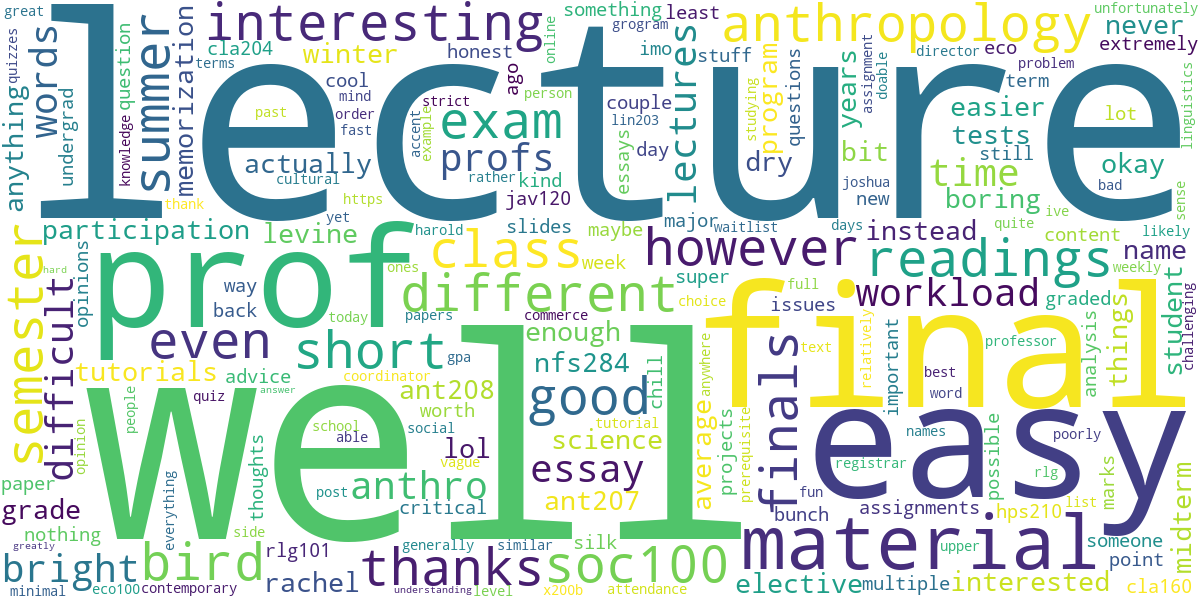 great
terms
quizzes
words
anything
undergrad
knowledge
question
cla204
summer
memorization
interesting
winter
cool
mind
order
fast
past
actually
cultural
thank
lecture
honest
ago
strict
accent
example
exam
profs
rather
kind
online
person
something
grogram
imo
couple
lin203
essays
day
jav120
least
lectures
stuff
major
anthropology
studying
program
dry
questions
years
bit
joshua
new
assignment
doable
director
eco
problem
term
easier
tests
still
time
boring
unfortunately
never
extremely
lot
linguistics
okay
bad
sense
ive
likely
quite
days
waitlist
participation
opinions
semester
difficult
hard
levine
yet
https
harold
prof
way
back
ones
today
papers
class
week
slides
maybe
different
super
choice
commerce
however
instead
readings
content
name
weekly
workload
issues
full
text
relatively
graded
important
professor
analysis
things
student
challenging
even
short
tutorials
advice
quiz
answer
gpa
coordinator
ant208
worth
enough
nfs284
chill
good
final
finals
anywhere
average
prerequisite
projects
best
word
names
poorly
easy
possible
registrar
rlg
list
marks
midterm
well
people
opinion
school
able
social
tutorial
lol
vague
science
essay
ant207
anthro
critical
post
thoughts
everything
side
paper
grade
nothing
greatly
bright
minimal
eco100
contemporary
bird
rlg101
rachel
generally
similar
silk
thanks
understanding
level
x200b
attendance
soc100
fun
bunch
assignments
hps210
material
upper
someone
point
elective
multiple
interested
cla160